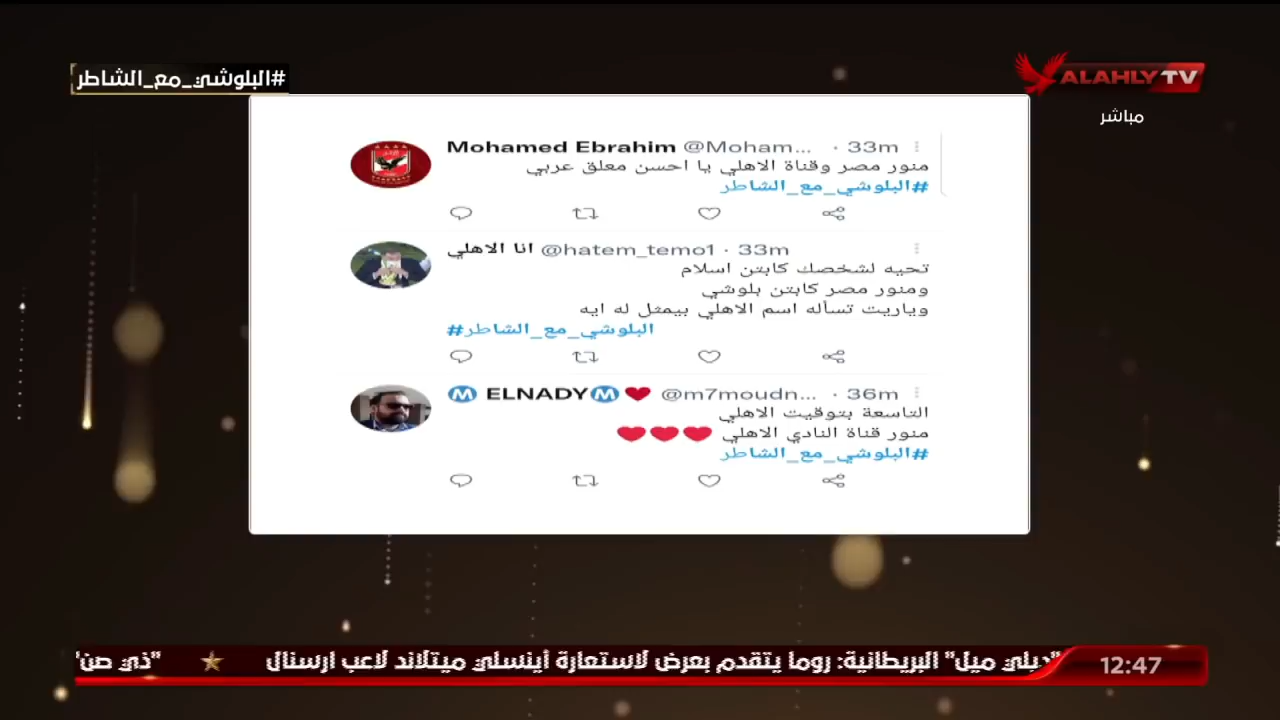 #البلوشي_مع_الشاطر
ALAHLY TV
مباشر
Mohamed Ebrahim @Moham... · 33m
منور مصر وقناة الاهلي يا احسن معلق عربي
#البلوشي_مع_الشاطر
انا الاهلي @hatem_temo1 · 33m
تحيه لشخصك كابتن اسلام
ومنور مصر كابتن بلوشي
وياريت تسأله اسم الاهلي بيمثل له ايه
#البلوشي_مع_الشاطر
Ⓜ️ ELNADYⓂ️ ❤️ @m7moudn... · 36m
التاسعة بتوقيت الاهلي
منور قناة النادي الاهلي ❤️❤️❤️
#البلوشي_مع_الشاطر
"ديلي ميل" البريطانية: روما يتقدم بعرض لاستعارة أينسلي ميتلاند لاعب ارسنال ★ "ذي صن"
12:47